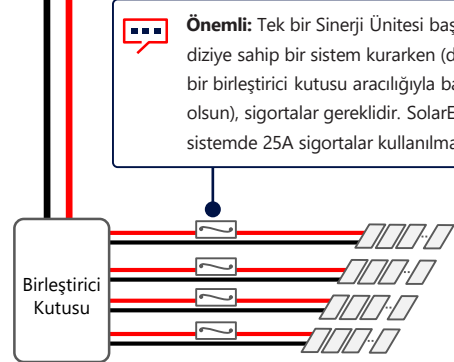 Önemli: Tek bir Sinerji Ünitesi baş
diziye sahip bir sistem kurarken (d
bir birleştirici kutusu aracılığıyla ba
olsun), sigortalar gereklidir. SolarE
sistemde 25A sigortalar kullanılma
Birleştirici
Kutusu